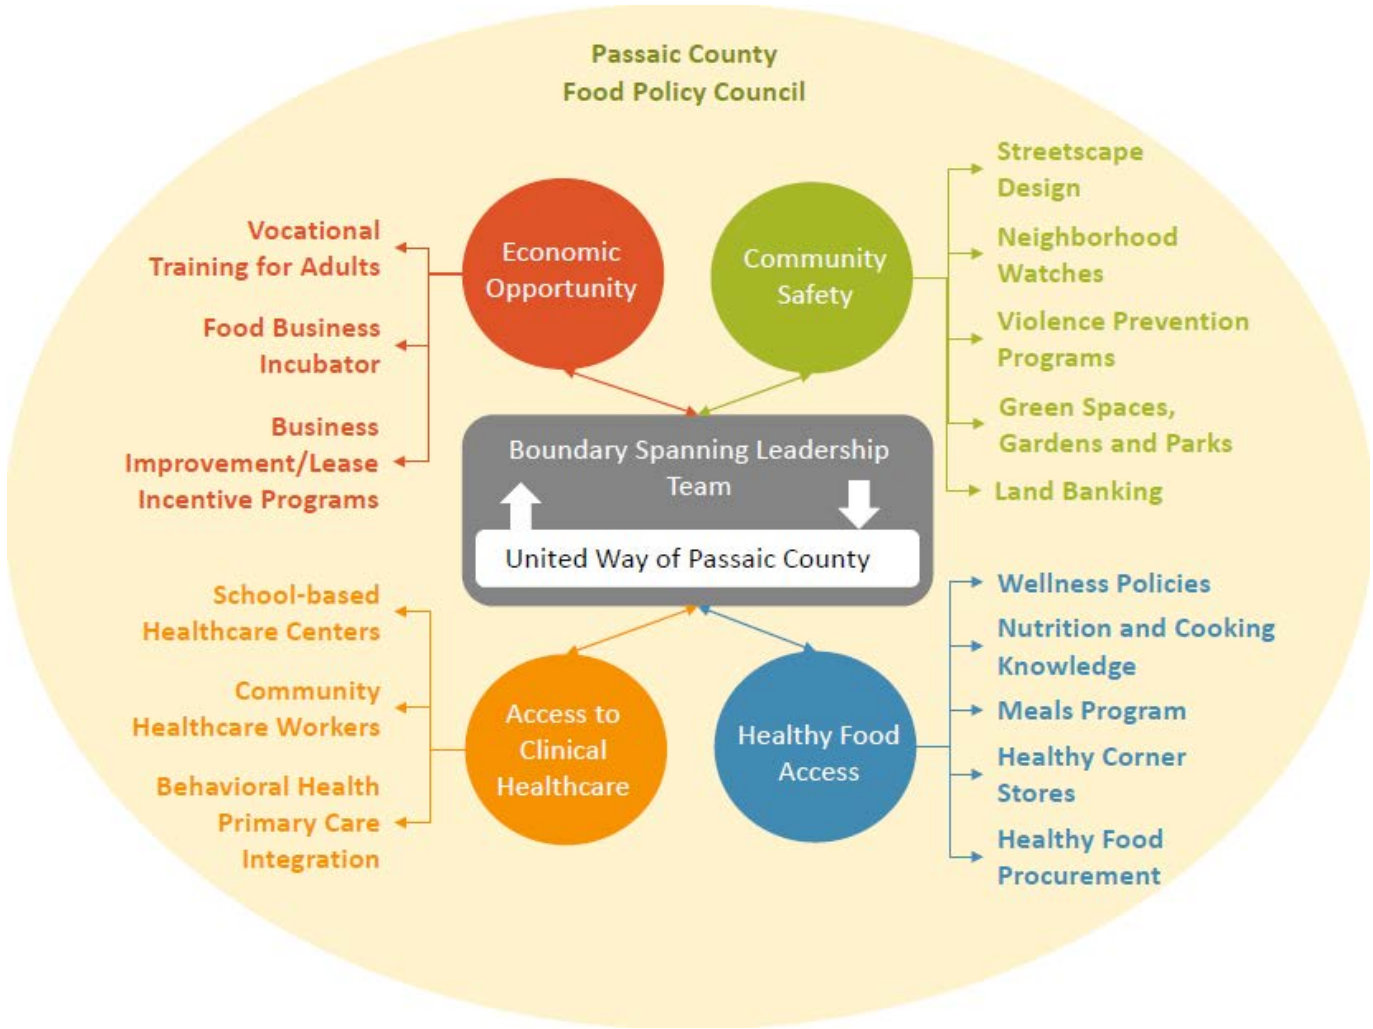 Passaic County
Food Policy Council
Economic
Opportunity
Vocational
Training for Adults
Food Business
Incubator
Business
Improvement/Lease
Incentive Programs
Community
Safety
Streetscape
Design
Neighborhood
Watches
Violence Prevention
Programs
Green Spaces,
Gardens and Parks
Land Banking
Boundary Spanning Leadership
Team
United Way of Passaic County
Access to
Clinical
Healthcare
School-based
Healthcare Centers
Community
Healthcare Workers
Behavioral Health
Primary Care
Integration
Healthy Food
Access
Wellness Policies
Nutrition and Cooking
Knowledge
Meals Program
Healthy Corner
Stores
Healthy Food
Procurement